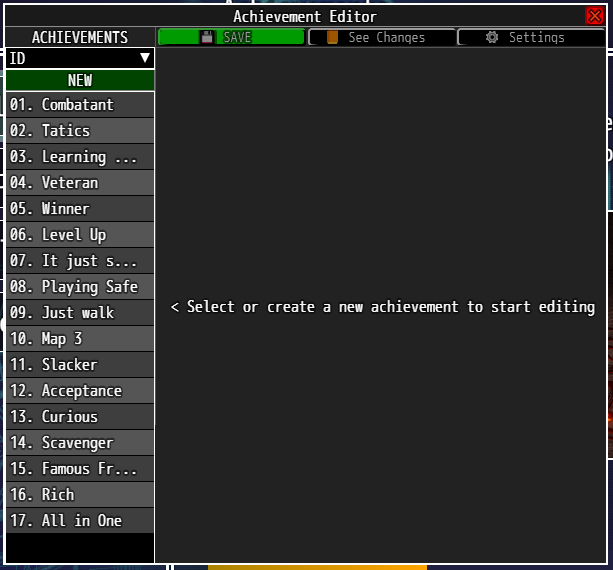 Achievement Editor
ACHIEVEMENTS
SAVE
See Changes
Settings
ID
NEW
01. Combatant
02. Tatics
03. Learning ...
04. Veteran
05. Winner
06. Level Up
07. It just s...
08. Playing Safe
09. Just walk
10. Map 3
11. Slacker
12. Acceptance
13. Curious
14. Scavenger
15. Famous Fr...
16. Rich
17. All in One
< Select or create a new achievement to start editing